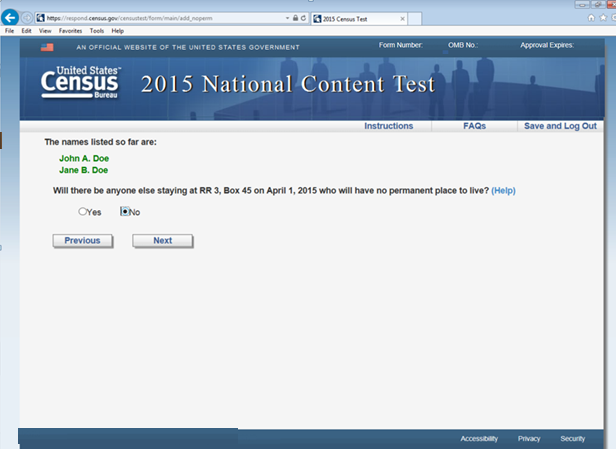 https://respond.census.gov/censustest/form/main/add_noperm
2015 Census Test
File Edit View Favorites Tools Help
AN OFFICIAL WEBSITE OF THE UNITED STATES GOVERNMENT
Form Number: OMB No.: Approval Expires:
United States™
Census
Bureau
2015 National Content Test
Instructions FAQs Save and Log Out
The names listed so far are:
John A. Doe
Jane B. Doe
Will there be anyone else staying at RR 3, Box 45 on April 1, 2015 who will have no permanent place to live? (Help)
Yes No
Previous Next
Accessibility Privacy Security